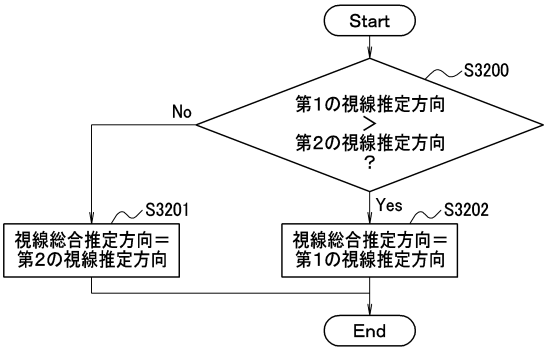 Start
S3200
第1の視線推定方向
>
第2の視線推定方向
?
No
Yes
S3201
視線総合推定方向=
第2の視線推定方向
S3202
視線総合推定方向=
第1の視線推定方向
End